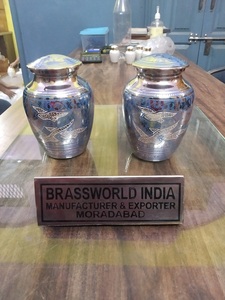 BRASSWORLD INDIA
MANUFACTURER & EXPORTER
MORADABAD